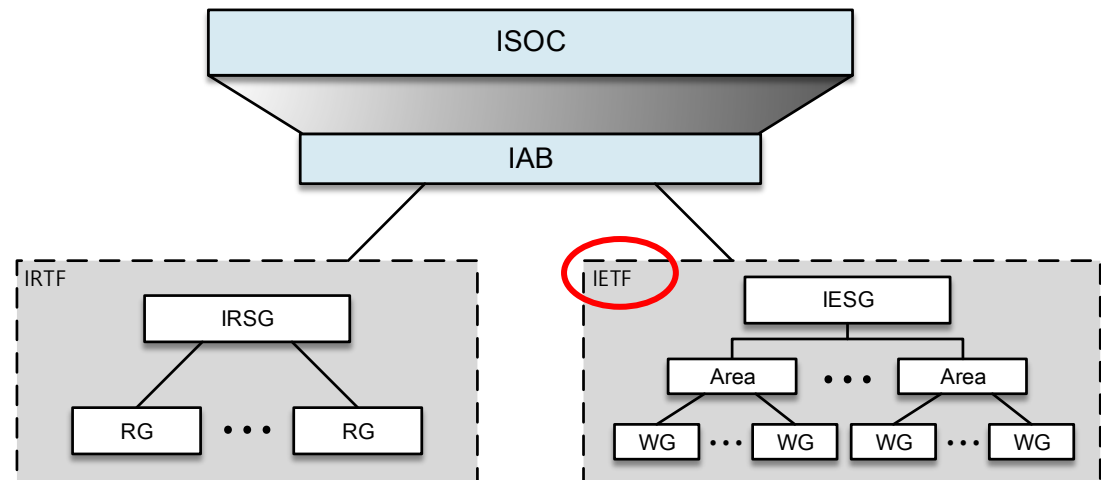 ISOC
IAB
IRTF
IRSG
RG ••• RG
IETF
IESG
Area ••• Area
WG ••• WG WG ••• WG